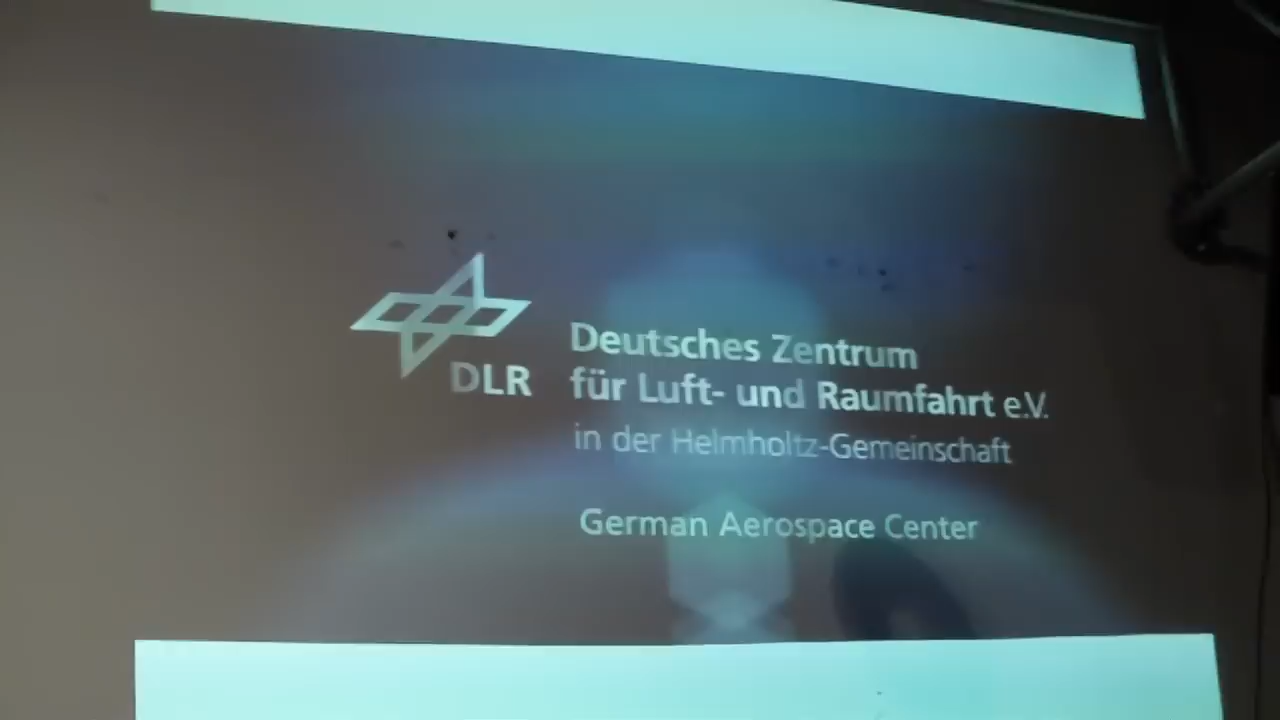 DLR
Deutsches Zentrum
für Luft- und Raumfahrt e.V.
in der Helmholtz-Gemeinschaft
German Aerospace Center